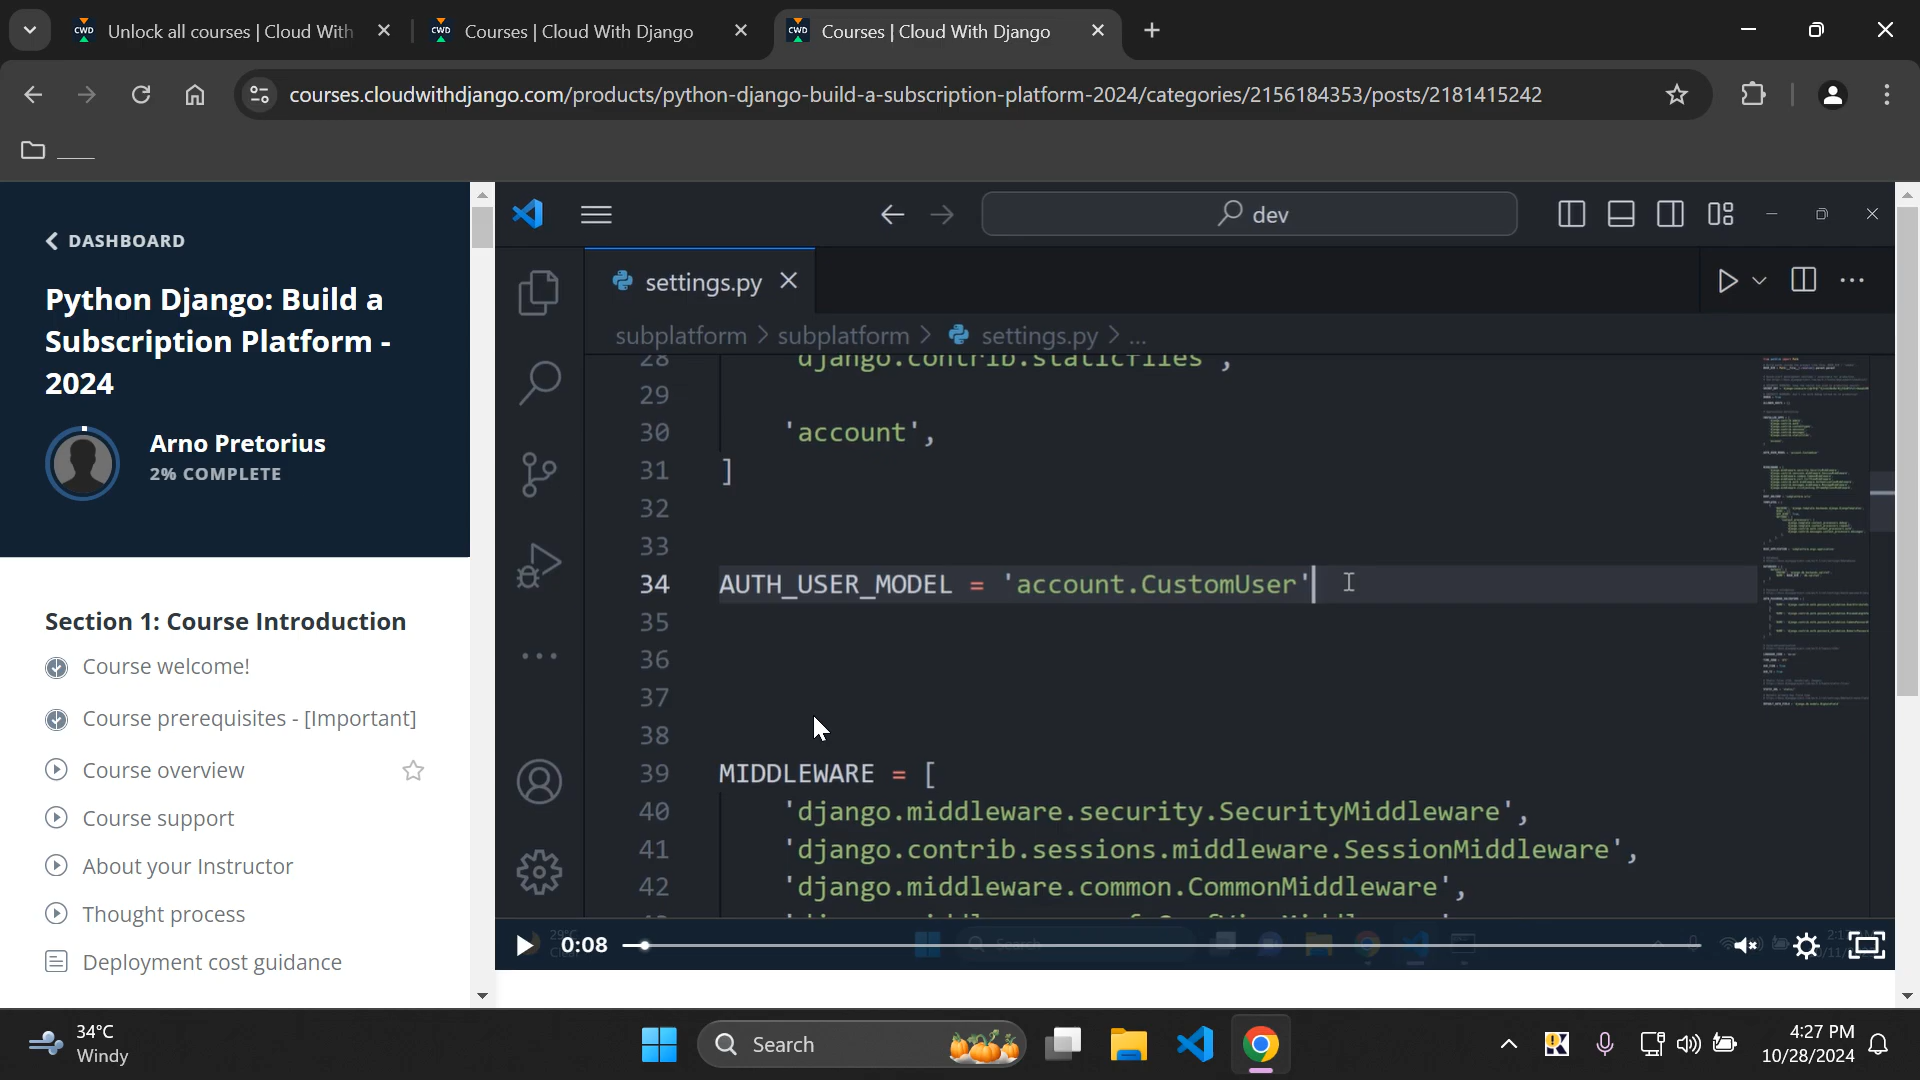 Unlock all courses | Cloud With
Courses | Cloud With Django
Courses | Cloud With Django
courses.cloudwithdjango.com/products/python-django-build-a-subscription-platform-2024/categories/2156184353/posts/2181415242
____
DASHBOARD
Python Django: Build a
Subscription Platform -
2024
Arno Pretorius
2% COMPLETE
Section 1: Course Introduction
Course welcome!
Course prerequisites - [Important]
Course overview
Course support
About your Instructor
Thought process
Deployment cost guidance
dev
settings.py
subplatform > subplatform > settings.py > ...
28 'django.contrib.staticfiles',
29
30 'account',
31 ]
32
33
34 AUTH_USER_MODEL = 'account.CustomUser'
35
36
37
38
39 MIDDLEWARE = [
40 'django.middleware.security.SecurityMiddleware',
41 'django.contrib.sessions.middleware.SessionMiddleware',
42 'django.middleware.common.CommonMiddleware',
0:08
34°C
Windy
Search
4:27 PM
10/28/2024